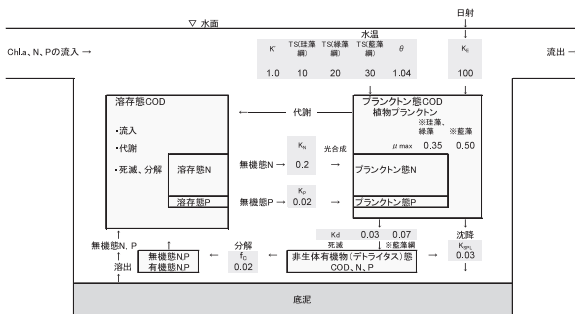 日射
▽ 水面
↓
水温
Chl.a、N、Pの流入 →
K' TS(珪藻綱) TS(緑藻綱) TS(藍藻綱) θ
Ks
流出 →
1.0 10 20 30 1.04
100
溶存態COD
プランクトン態COD
← 代謝
植物プランクトン
※珪藻、緑藻 ※藍藻
・流入
・代謝
KN 光合成
μmax 0.35 0.50
・死滅、分解
溶存態N
無機態N → 0.2 →
プランクトン態N
KP
溶存態P
無機態P → 0.02 →
プランクトン態P
Kd 0.03 0.07
無機態N、P
分解
死滅 ※藍藻綱
沈降
無機態N,P
有機態N,P
← fD ←
非生体有機物(デトライタス)態
COD、N、P
→ KSPL
溶出
0.02
0.03
底泥